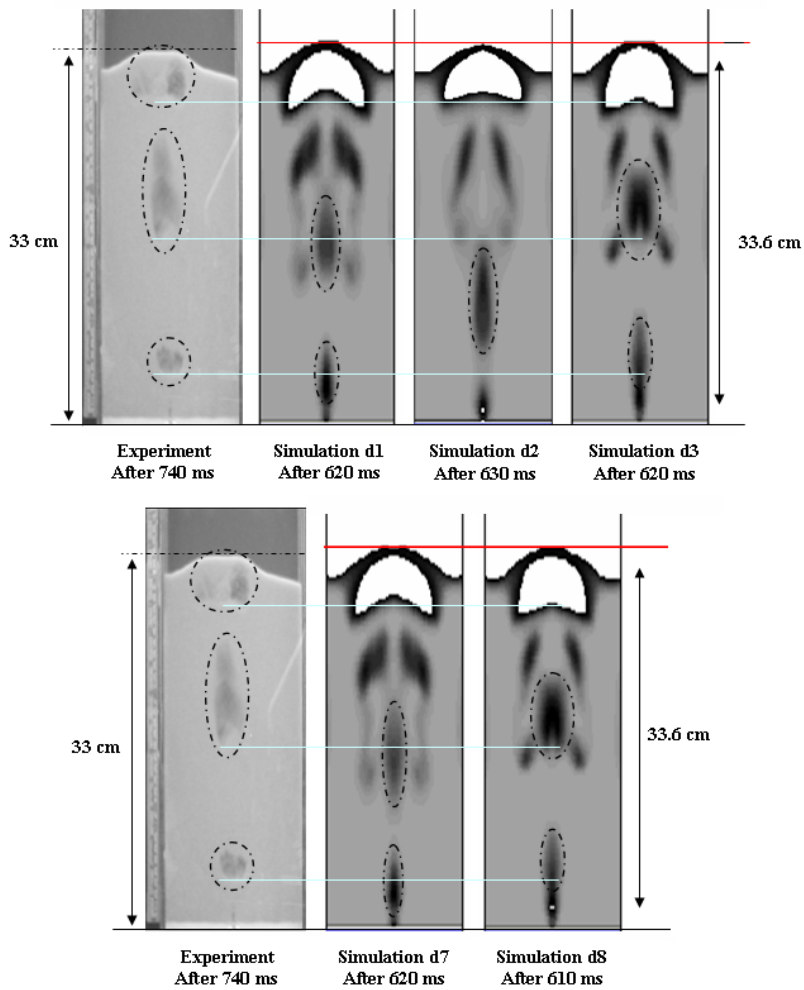 33 cm
33.6 cm
Experiment
After 740 ms
Simulation d1
After 620 ms
Simulation d2
After 630 ms
Simulation d3
After 620 ms
33 cm
33.6 cm
Experiment
After 740 ms
Simulation d7
After 620 ms
Simulation d8
After 610 ms